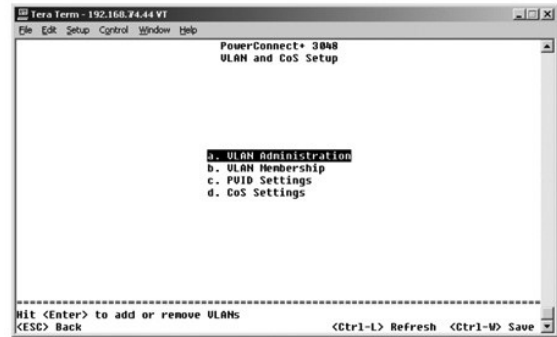 Tera Term - 192.168.74.44 VT
File Edit Setup Control Window Help
PowerConnect+ 3048
VLAN and CoS Setup
a. VLAN Administration
b. VLAN Membership
c. PVID Settings
d. CoS Settings
Hit <Enter> to add or remove VLANs
<ESC> Back <Ctrl-L> Refresh <Ctrl-W> Save